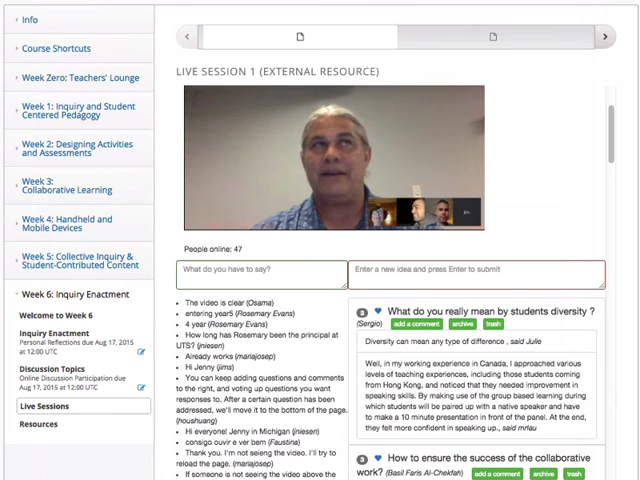 Info
Course Shortcuts
Week Zero: Teachers' Lounge
Week 1: Inquiry and Student
Centered Pedagogy
Week 2: Designing Activities
and Assessments
Week 3:
Collaborative Learning
Week 4: Handheld and
Mobile Devices
Week 5: Collective Inquiry &
Student-Contributed Content
Week 6: Inquiry Enactment
Welcome to Week 6
Inquiry Enactment
Personal Reflections due Aug 17, 2015
at 12:00 UTC
Discussion Topics
Online Discussion Participation due
Aug 17, 2015 at 12:00 UTC
Live Sessions
Resources
LIVE SESSION 1 (EXTERNAL RESOURCE)
People online: 47
What do you have to say?
Enter a new idea and press Enter to submit
• The video is clear (Osama)
• entering year5 (Rosemary Evans)
• 4 year (Rosemary Evans)
• How long has Rosemary been the principal at
UTS? (jniesen)
• Already works (mariajosep)
• Hi Jenny (jims)
• You can keep adding questions and comments
to the right, and voting up questions you want
responses to. After a certain question has been
addressed, we'll move it to the bottom of the page.
(houshuang)
• Hi everyone! Jenny in Michigan (jniesen)
• consigo ouvir e ver bem (Faustina)
• Thank you. I'm not seeing the video. I'll try to
reload the page. (mariajosep)
• If someone is not seeing the video above the
3 What do you really mean by students diversity ?
(Sergio) add a comment archive trash
Diversity can mean any type of difference , said Julie
Well, in my working experience in Canada, I approached various
levels of teaching experiences, including those students coming
from Hong Kong, and noticed that they needed improvement in
speaking skills. By making use of the group based learning during
which students will be paired up with a native speaker and have
to make a 10 minute presentation in front of the panel. At the end,
they felt more confident in speaking up., said mrlau
3 How to ensure the success of the collaborative
work? (Basil Faris Al-Chekfah) add a comment archive trash